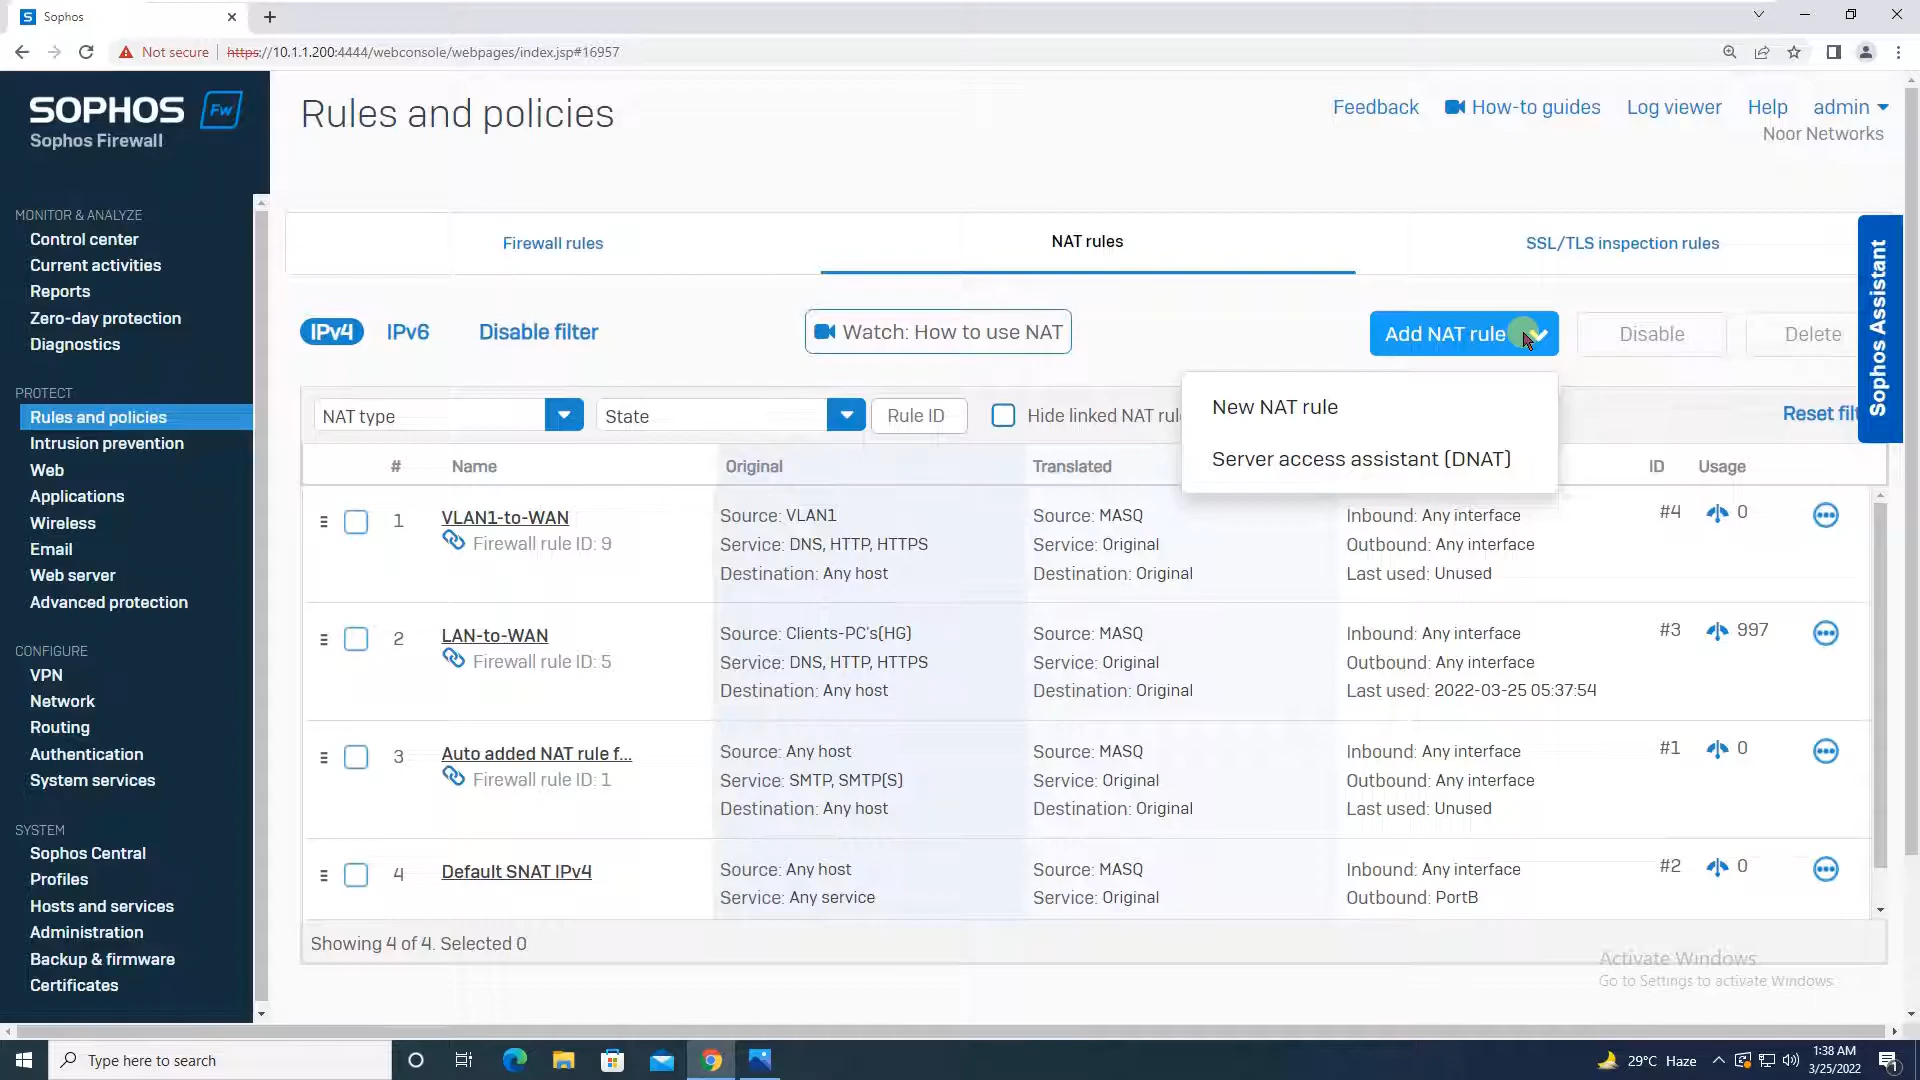 Sophos
Not secure
https://10.1.1.200:4444/webconsole/webpages/index.jsp#16957
SOPHOS
Fw
Sophos Firewall
Rules and policies
Feedback
How-to guides
Log viewer
Help
admin
Noor Networks
MONITOR & ANALYZE
Control center
Current activities
Reports
Zero-day protection
Diagnostics
PROTECT
Rules and policies
Intrusion prevention
Web
Applications
Wireless
Email
Web server
Advanced protection
CONFIGURE
VPN
Network
Routing
Authentication
System services
SYSTEM
Sophos Central
Profiles
Hosts and services
Administration
Backup & firmware
Certificates
Firewall rules
NAT rules
SSL/TLS inspection rules
Sophos Assistant
IPv4
IPv6
Disable filter
Watch: How to use NAT
Add NAT rule
Disable
Delete
New NAT rule
Server access assistant (DNAT)
NAT type
State
Rule ID
Hide linked NAT rul
Reset filt
# Name Original Translated ID Usage
1 VLAN1-to-WAN
Firewall rule ID: 9
Source: VLAN1
Service: DNS, HTTP, HTTPS
Destination: Any host
Source: MASQ
Service: Original
Destination: Original
Inbound: Any interface
Outbound: Any interface
Last used: Unused
#4
0
2 LAN-to-WAN
Firewall rule ID: 5
Source: Clients-PC's(HG)
Service: DNS, HTTP, HTTPS
Destination: Any host
Source: MASQ
Service: Original
Destination: Original
Inbound: Any interface
Outbound: Any interface
Last used: 2022-03-25 05:37:54
#3
997
3 Auto added NAT rule f...
Firewall rule ID: 1
Source: Any host
Service: SMTP, SMTP(S)
Destination: Any host
Source: MASQ
Service: Original
Destination: Original
Inbound: Any interface
Outbound: Any interface
Last used: Unused
#1
0
4 Default SNAT IPv4
Source: Any host
Service: Any service
Source: MASQ
Service: Original
Inbound: Any interface
Outbound: PortB
#2
0
Showing 4 of 4. Selected 0
Activate Windows
Go to Settings to activate Windows.
Type here to search
29°C Haze
1:38 AM
3/25/2022
1